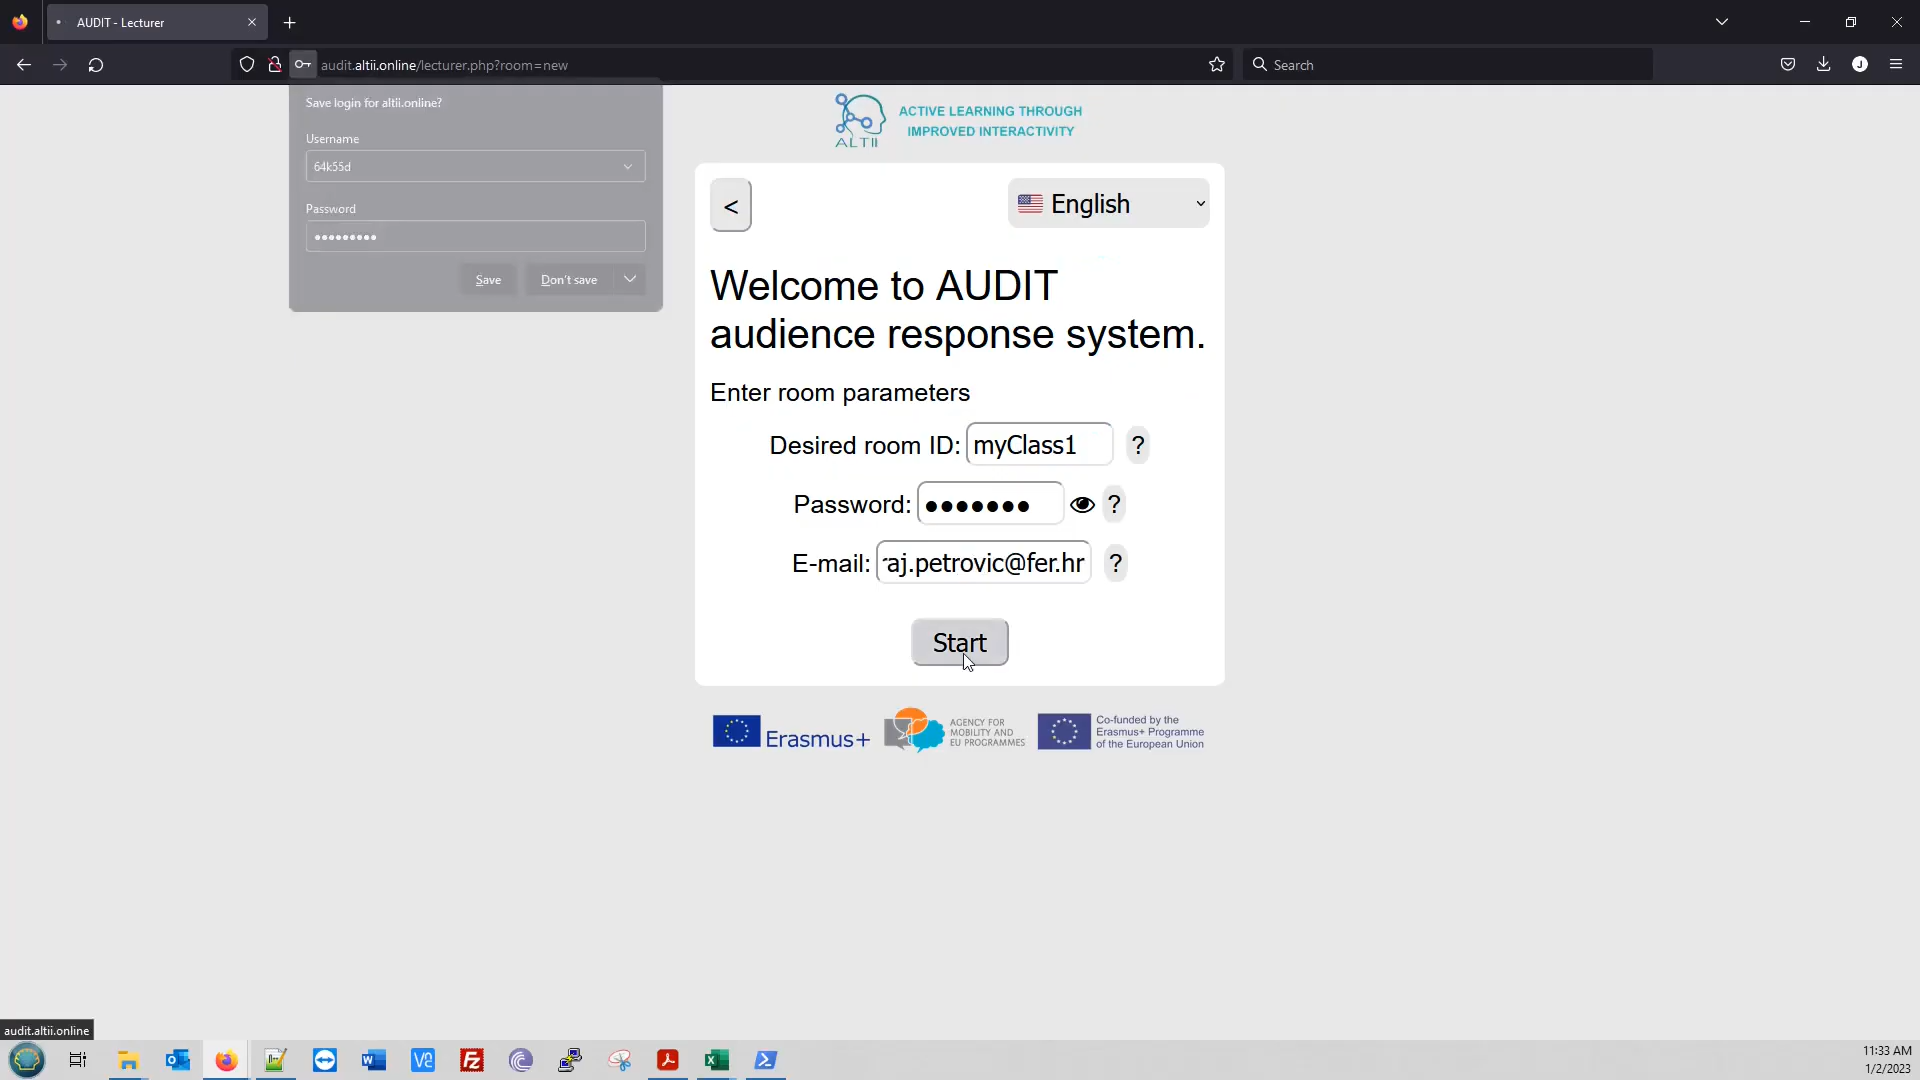 AUDIT - Lecturer
audit.altii.online/lecturer.php?room=new
Search
J
Save login for altii.online?
Username
64k55d
Password
Save
Don't save
ALTII
ACTIVE LEARNING THROUGH
IMPROVED INTERACTIVITY
<
English
Welcome to AUDIT
audience response system.
Enter room parameters
Desired room ID: myClass1 ?
Password: ●●●●●●● ?
E-mail: raj.petrovic@fer.hr ?
Start
Erasmus+
AGENCY FOR
MOBILITY AND
EU PROGRAMMES
Co-funded by the
Erasmus+ Programme
of the European Union
audit.altii.online
11:33 AM
1/2/2023